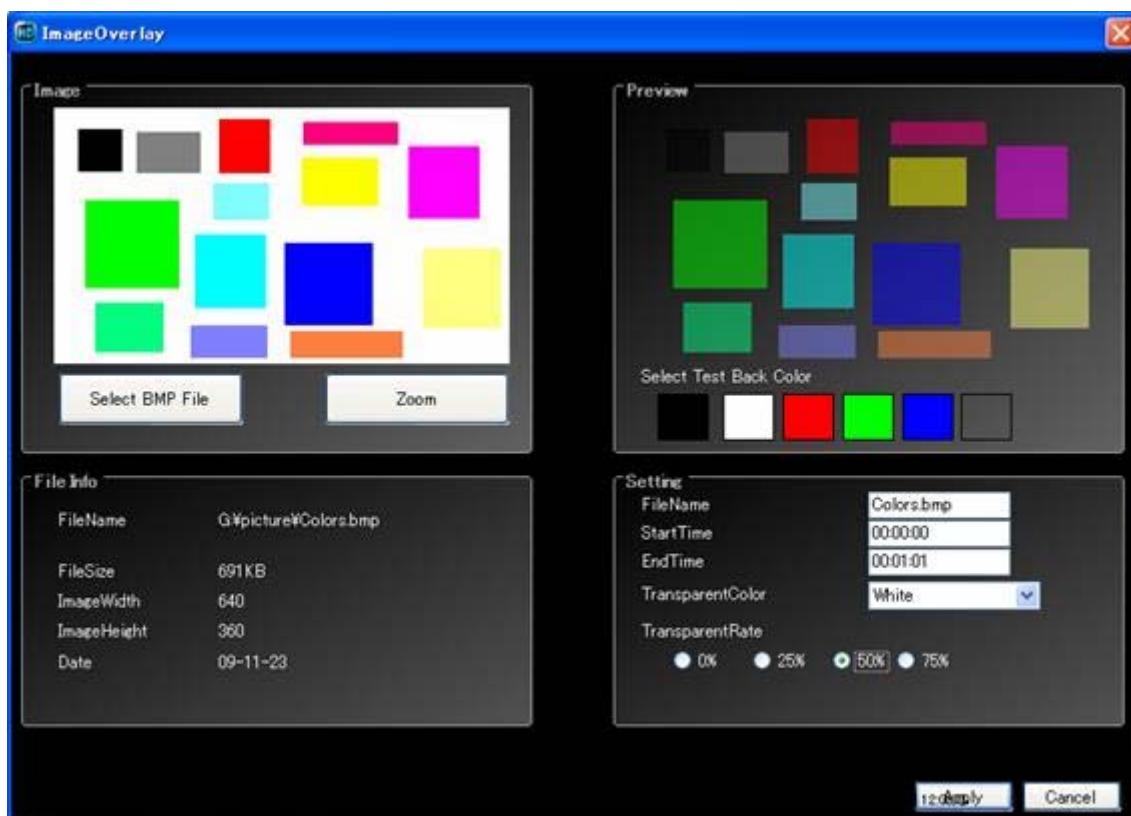 ImageOverlay
Image
Select BMP File
Zoom
Preview
Select Test Back Color
File Info
FileName G:¥picture¥Colors.bmp
FileSize 691KB
ImageWidth 640
ImageHeight 360
Date 09-11-23
Setting
FileName Colors.bmp
StartTime 00:00:00
EndTime 00:01:01
TransparentColor White
TransparentRate
0% 25% 50% 75%
Cancel